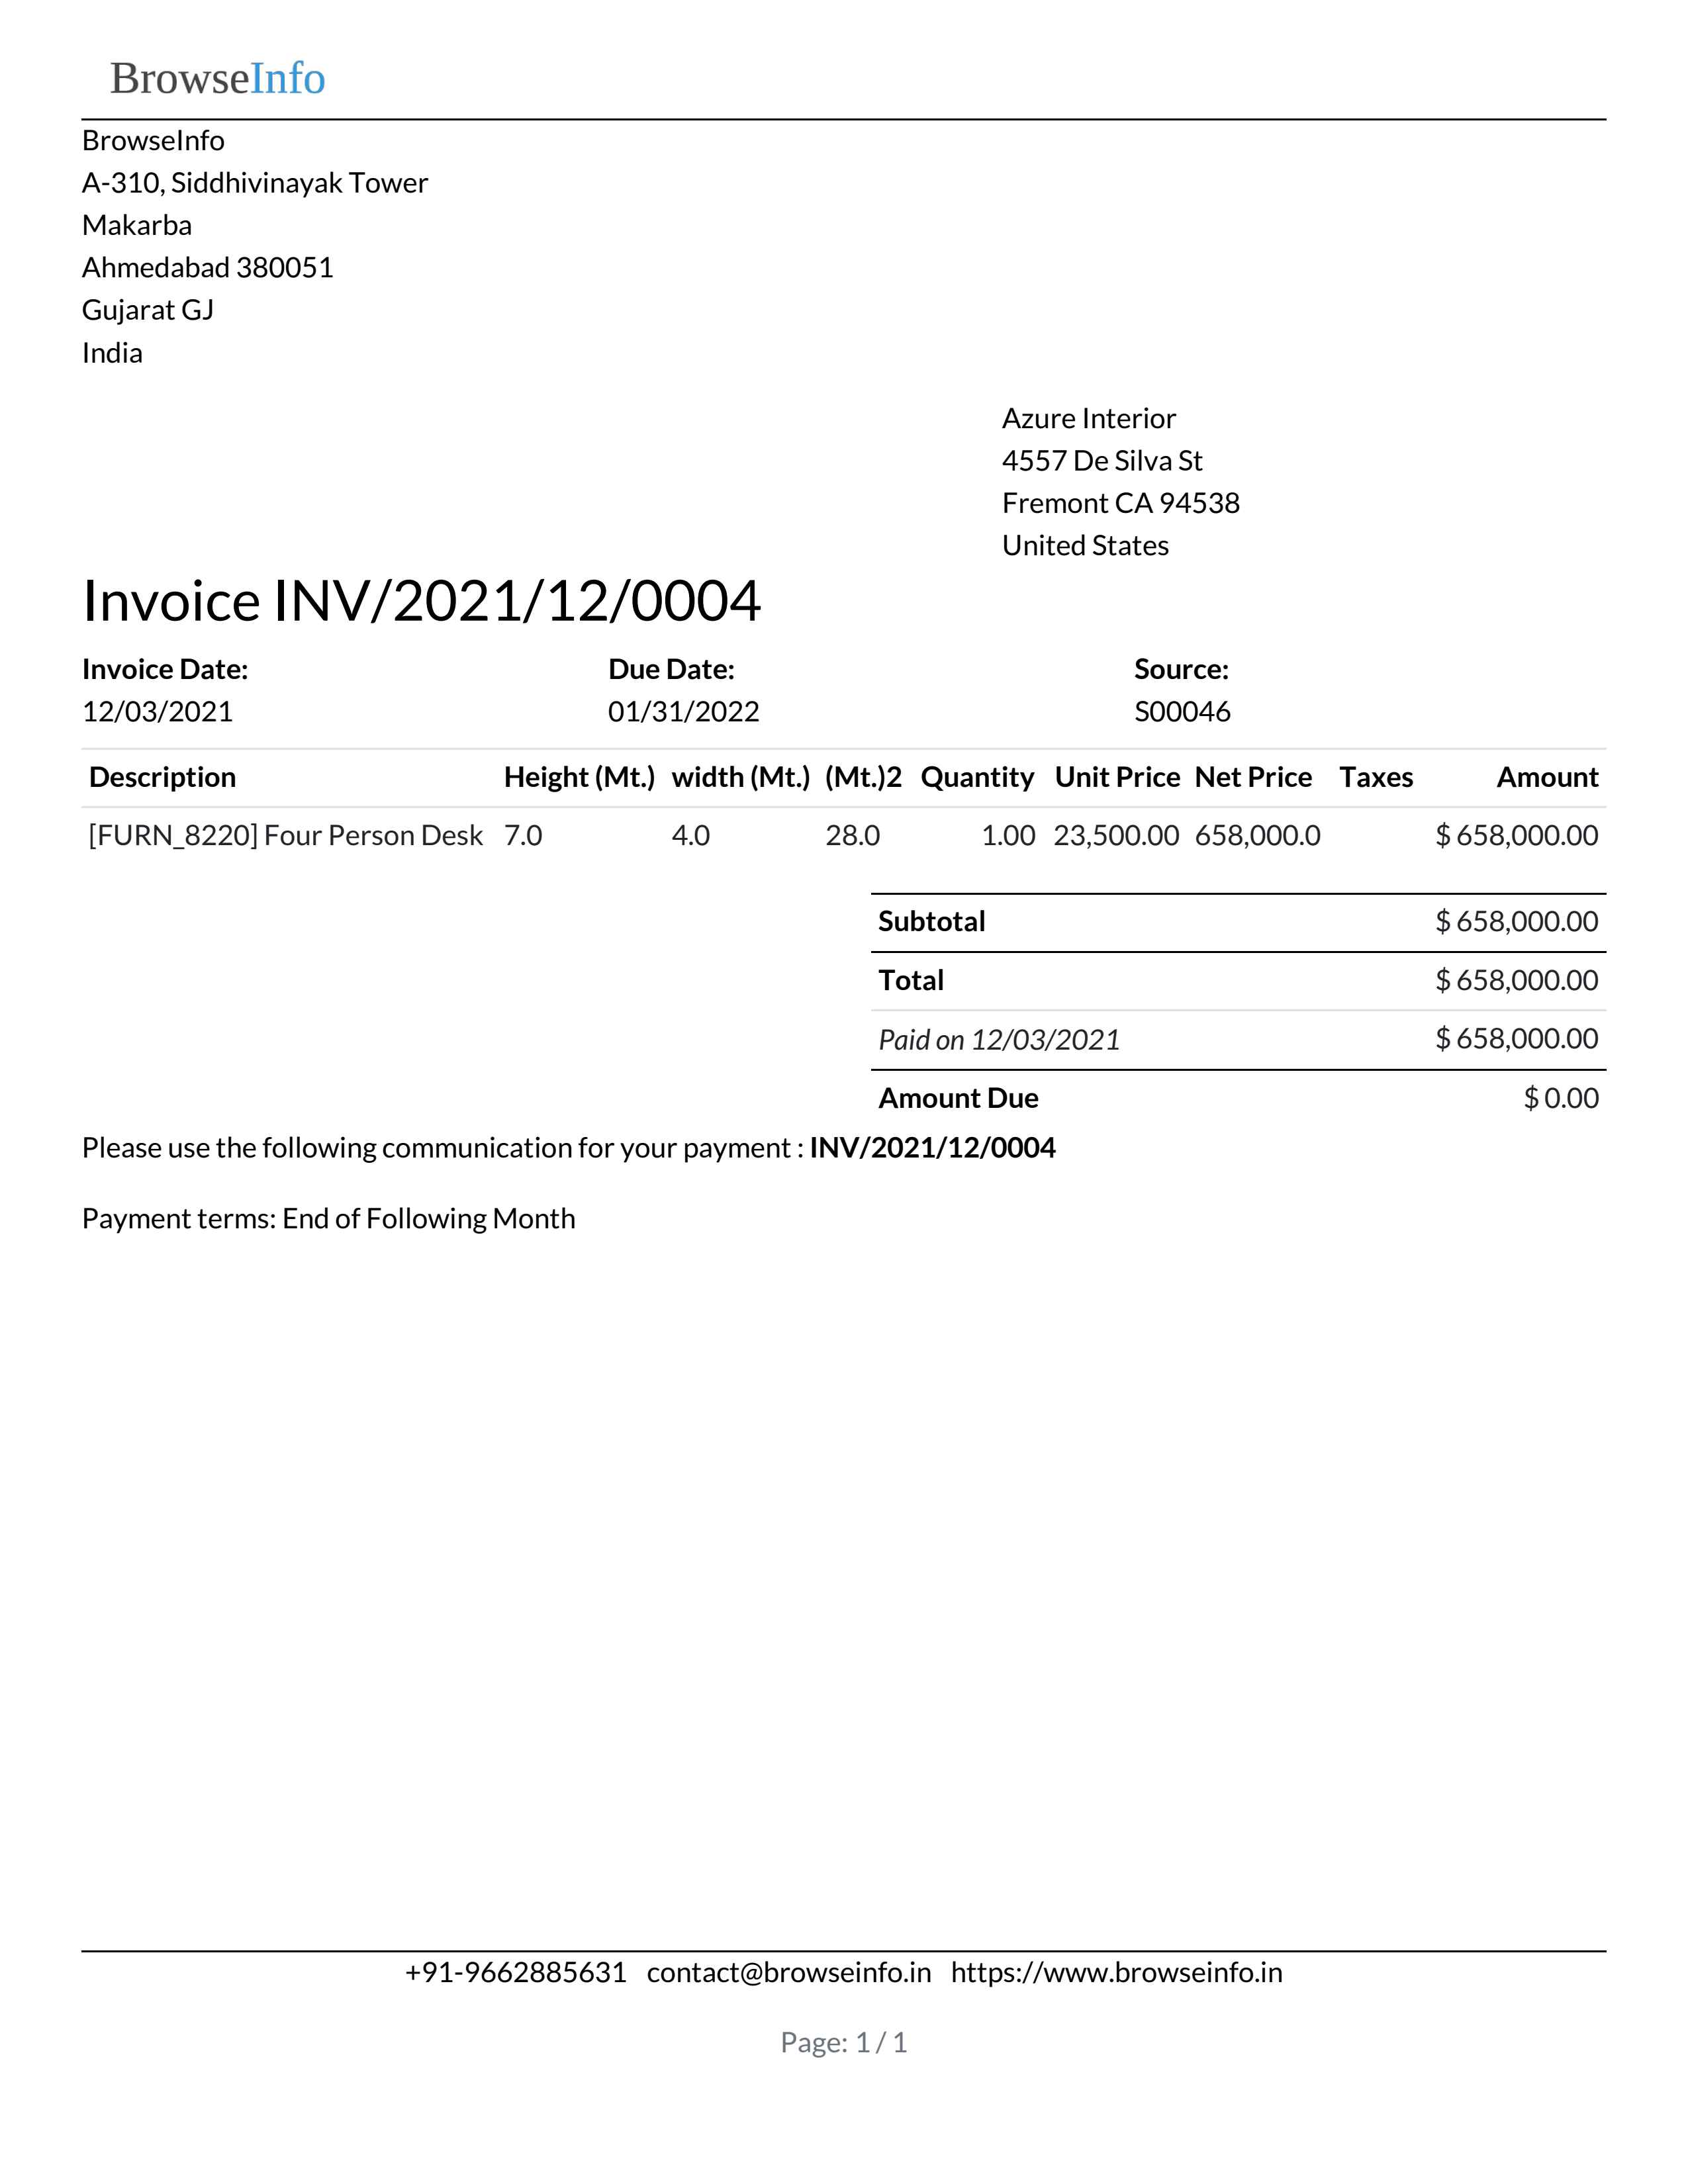 BrowseInfo
BrowseInfo
A-310, Siddhivinayak Tower
Makarba
Ahmedabad 380051
Gujarat GJ
India
Azure Interior
4557 De Silva St
Fremont CA 94538
United States
Invoice INV/2021/12/0004
Invoice Date: Due Date: Source:
12/03/2021 01/31/2022 S00046
Description Height (Mt.) width (Mt.) (Mt.)2 Quantity Unit Price Net Price Taxes Amount
[FURN_8220] Four Person Desk 7.0 4.0 28.0 1.00 23,500.00 658,000.0 $ 658,000.00
Subtotal $ 658,000.00
Total $ 658,000.00
Paid on 12/03/2021 $ 658,000.00
Amount Due $ 0.00
Please use the following communication for your payment : INV/2021/12/0004
Payment terms: End of Following Month
+91-9662885631 contact@browseinfo.in https://www.browseinfo.in
Page: 1 / 1